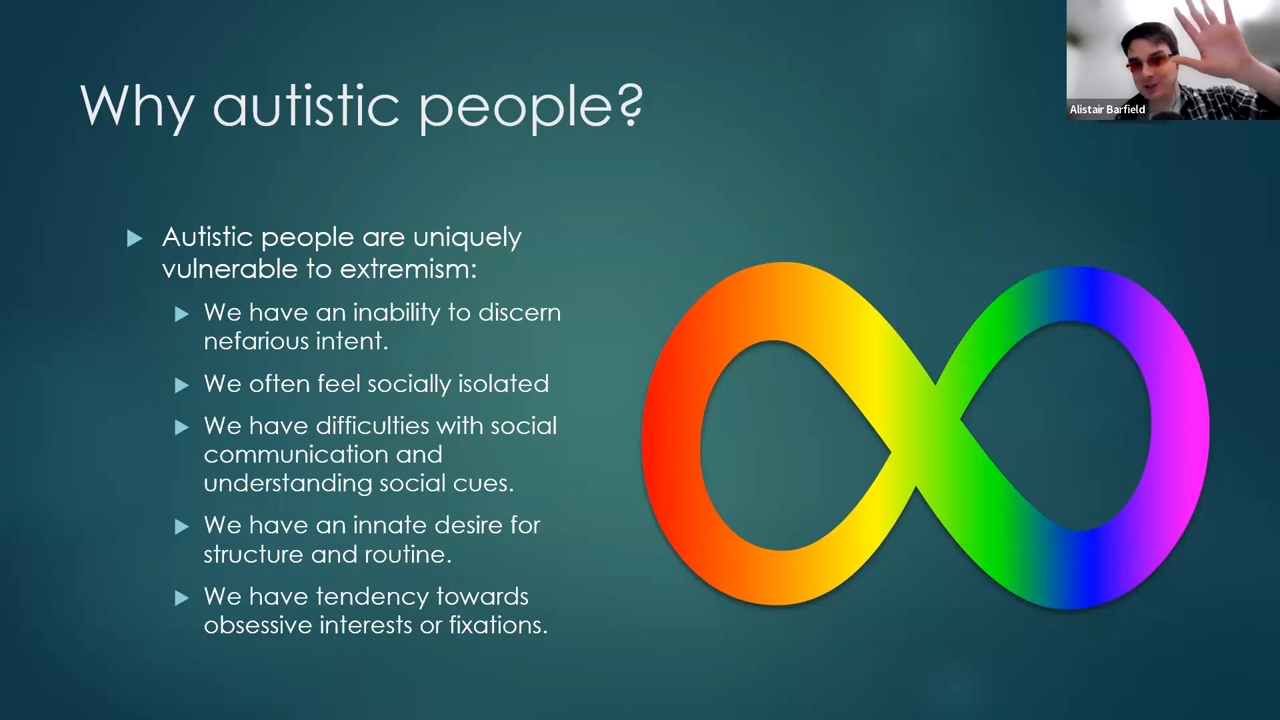 Why autistic people?
Alistair Barfield
Autistic people are uniquely
vulnerable to extremism:
We have an inability to discern
nefarious intent.
We often feel socially isolated
We have difficulties with social
communication and
understanding social cues.
We have an innate desire for
structure and routine.
We have tendency towards
obsessive interests or fixations.